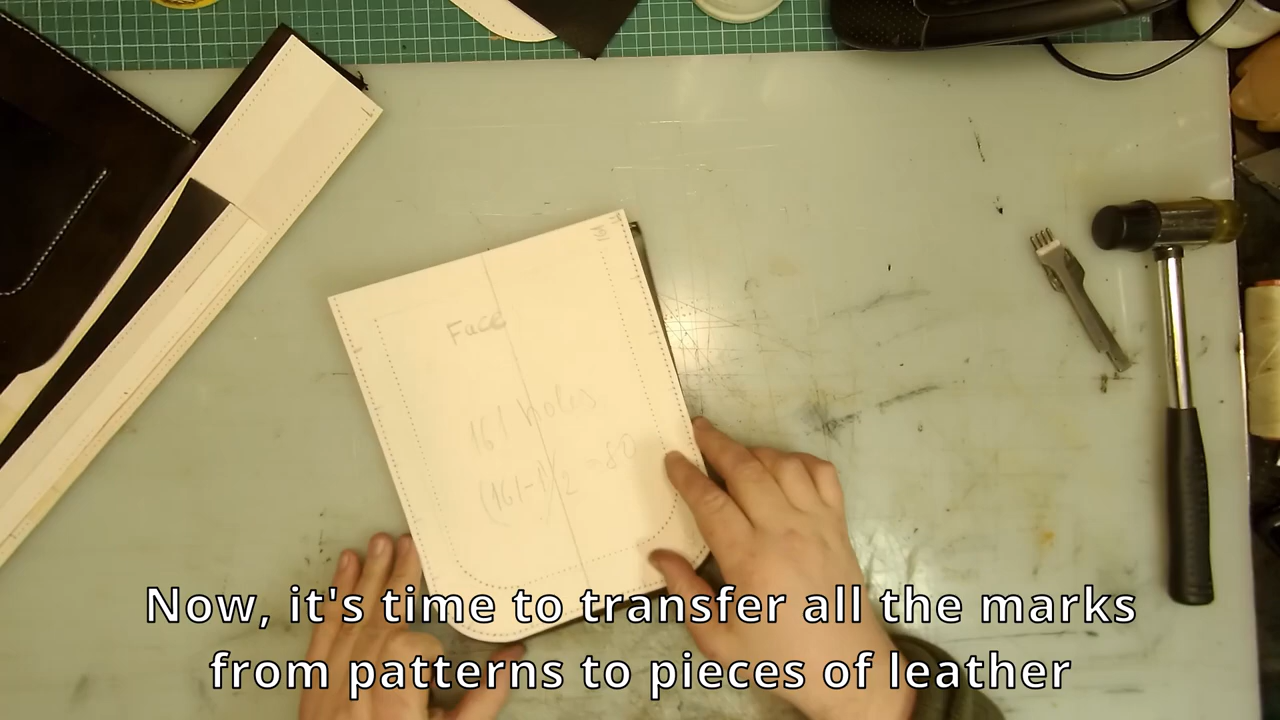 161
Face
161 holes
(161-1)/2 =80
Now, it's time to transfer all the marks
from patterns to pieces of leather